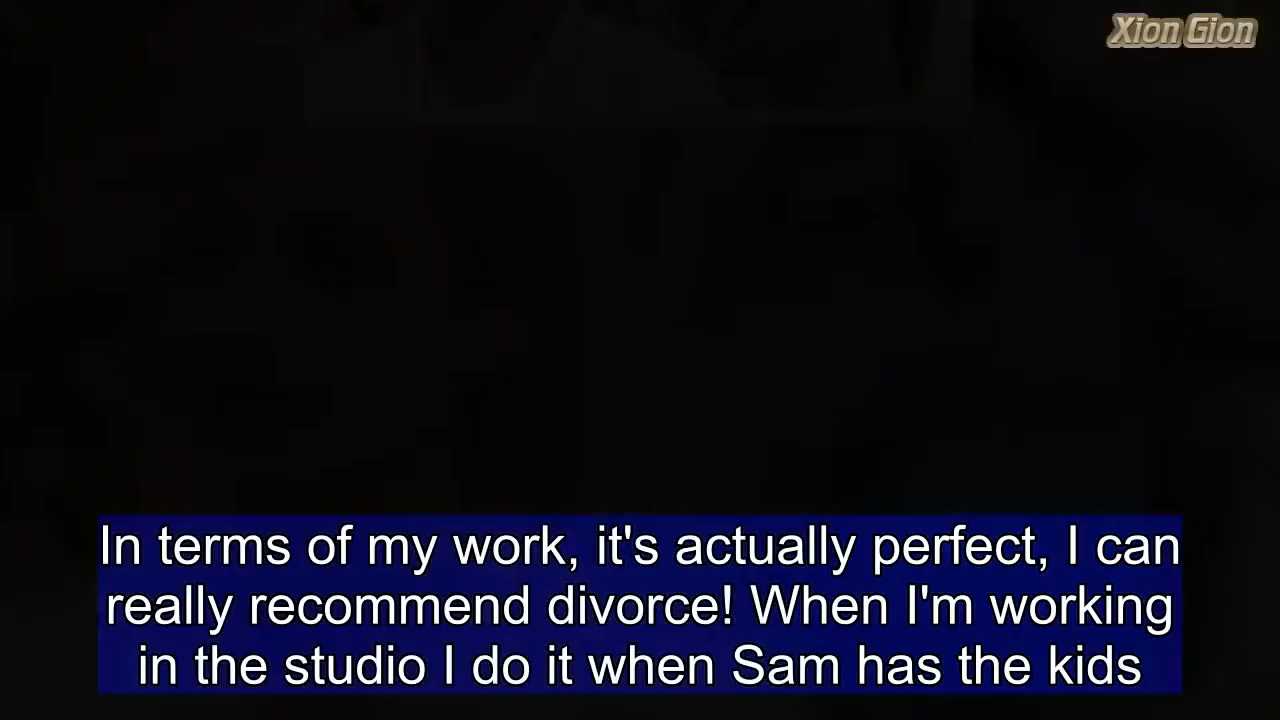 Xion Gion
In terms of my work, it's actually perfect, I can
really recommend divorce! When I'm working
in the studio I do it when Sam has the kids